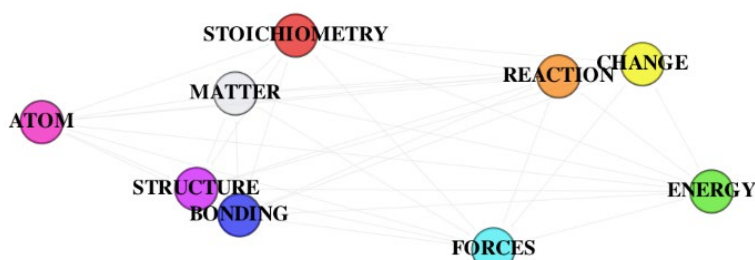 STOICHIOMETRY
CHANGE
REACTION
MATTER
ATOM
STRUCTURE
ENERGY
BONDING
FORCES